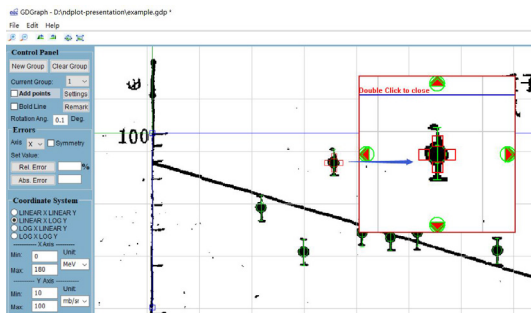 GDGraph - D:\ndplot-presentation\example.gdp *
File Edit Help
Control Panel
New Group Clear Group
Current Group: 1
Add points Settings
Bold Line Remark
Rotation Ang. 0.1 Deg.
Errors
Axis X Symmetry
Set Value:
Rel. Error %
Abs. Error
Coordinate System
LINEAR X LINEAR Y
LINEAR X LOG Y
LOG X LINEAR Y
LOG X LOG Y
X Axis
Min: 0 Unit:
Max: 180 MeV
Y Axis
Min: 10 Unit:
Max: 100 mb/sr
100
Double Click to close